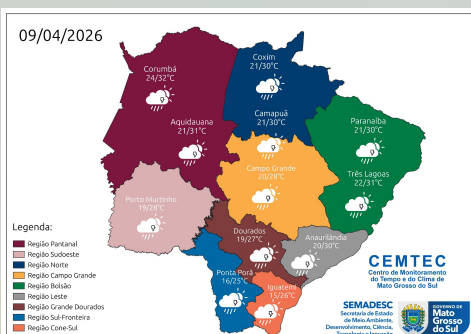 09/04/2026
Corumbá
24/32°C
Coxim
21/30°C
Aquidauana
21/31°C
Camapuã
21/30°C
Paranaíba
21/30°C
Campo Grande
20/28°C
Três Lagoas
22/31°C
Porto Murtinho
19/28°C
Dourados
19/27°C
Anaurilândia
20/30°C
Ponta Porã
16/25°C
Iguatemi
15/26°C
Legenda:
Região Pantanal
Região Sudoeste
Região Norte
Região Campo Grande
Região Bolsão
Região Leste
Região Grande Dourados
Região Sul-Fronteira
Região Cone-Sul
CEMTEC
Centro de Monitoramento
do Tempo e do Clima de
Mato Grosso do Sul
SEMADESC
Secretaria de Estado
de Meio Ambiente,
Desenvolvimento, Ciência,
Tecnologia e Inovação
GOVERNO DE
Mato
Grosso
do Sul